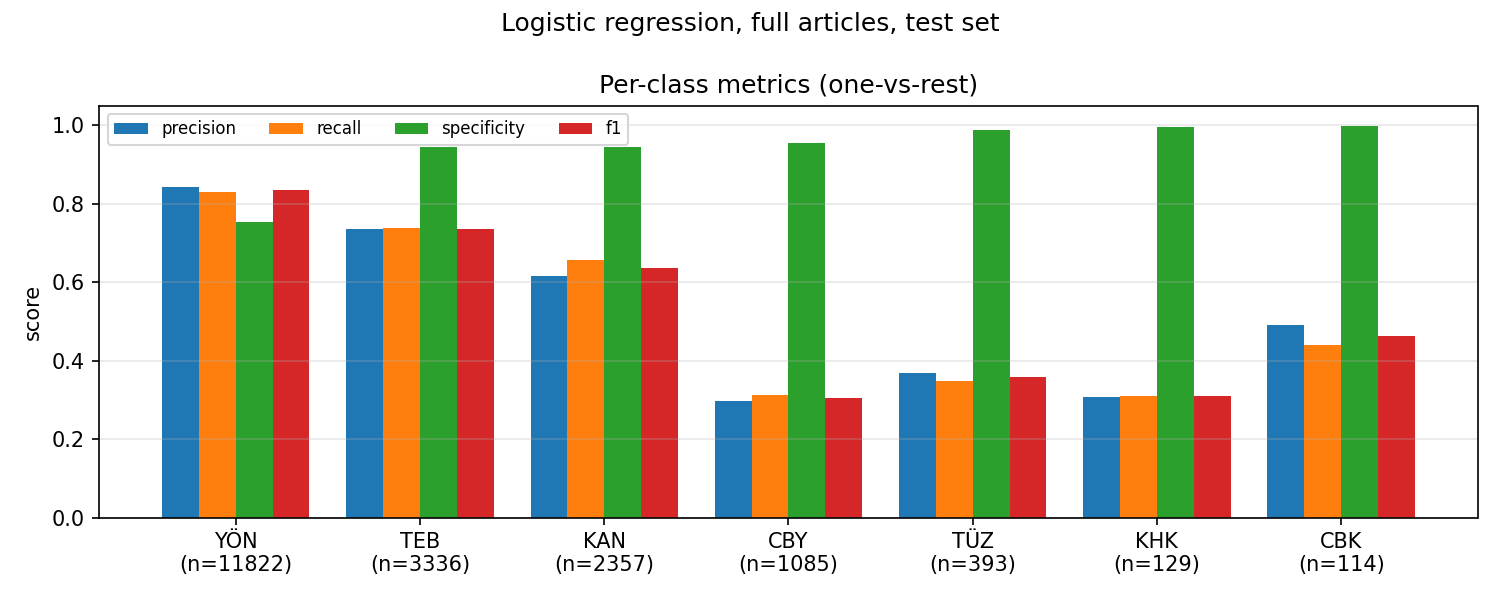 Logistic regression, full articles, test set
Per-class metrics (one-vs-rest)
precision recall specificity f1
score
1.0
0.8
0.6
0.4
0.2
0.0
YÖN TEB KAN CBY TÜZ KHK CBK
(n=11822) (n=3336) (n=2357) (n=1085) (n=393) (n=129) (n=114)